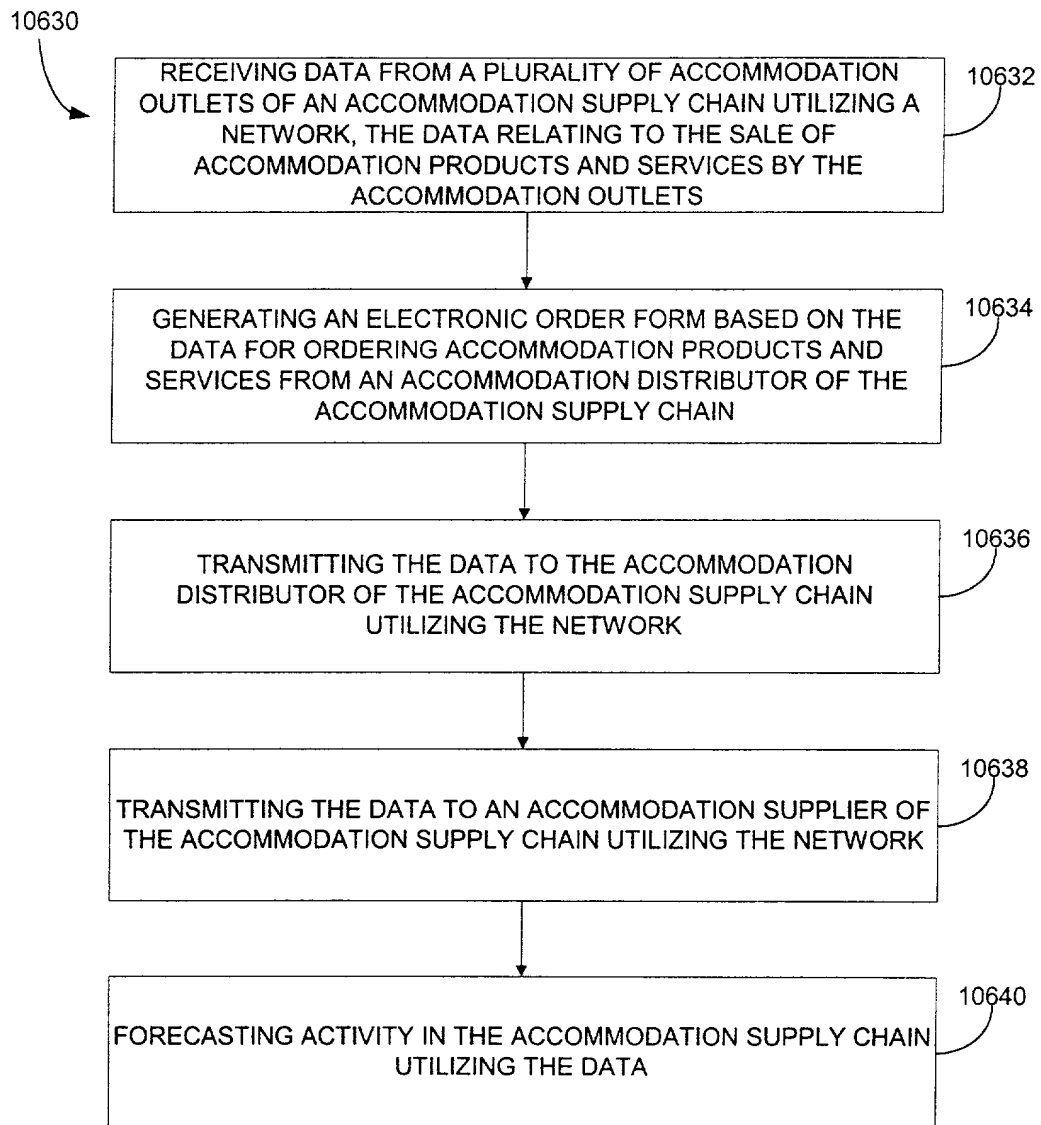 10630
RECEIVING DATA FROM A PLURALITY OF ACCOMMODATION
OUTLETS OF AN ACCOMMODATION SUPPLY CHAIN UTILIZING A
NETWORK, THE DATA RELATING TO THE SALE OF
ACCOMMODATION PRODUCTS AND SERVICES BY THE
ACCOMMODATION OUTLETS
10632
GENERATING AN ELECTRONIC ORDER FORM BASED ON THE
DATA FOR ORDERING ACCOMMODATION PRODUCTS AND
SERVICES FROM AN ACCOMMODATION DISTRIBUTOR OF THE
ACCOMMODATION SUPPLY CHAIN
10634
TRANSMITTING THE DATA TO THE ACCOMMODATION
DISTRIBUTOR OF THE ACCOMMODATION SUPPLY CHAIN
UTILIZING THE NETWORK
10636
TRANSMITTING THE DATA TO AN ACCOMMODATION SUPPLIER OF
THE ACCOMMODATION SUPPLY CHAIN UTILIZING THE NETWORK
10638
FORECASTING ACTIVITY IN THE ACCOMMODATION SUPPLY CHAIN
UTILIZING THE DATA
10640